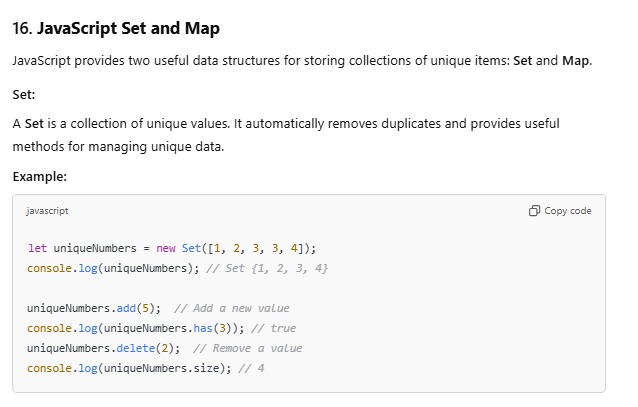 16. JavaScript Set and Map
JavaScript provides two useful data structures for storing collections of unique items: Set and Map.
Set:
A Set is a collection of unique values. It automatically removes duplicates and provides useful
methods for managing unique data.
Example:
javascript
Copy code
let uniqueNumbers = new Set([1, 2, 3, 3, 4]);
console.log(uniqueNumbers); // Set {1, 2, 3, 4}
uniqueNumbers.add(5);  // Add a new value
console.log(uniqueNumbers.has(3)); // true
uniqueNumbers.delete(2);  // Remove a value
console.log(uniqueNumbers.size); // 4